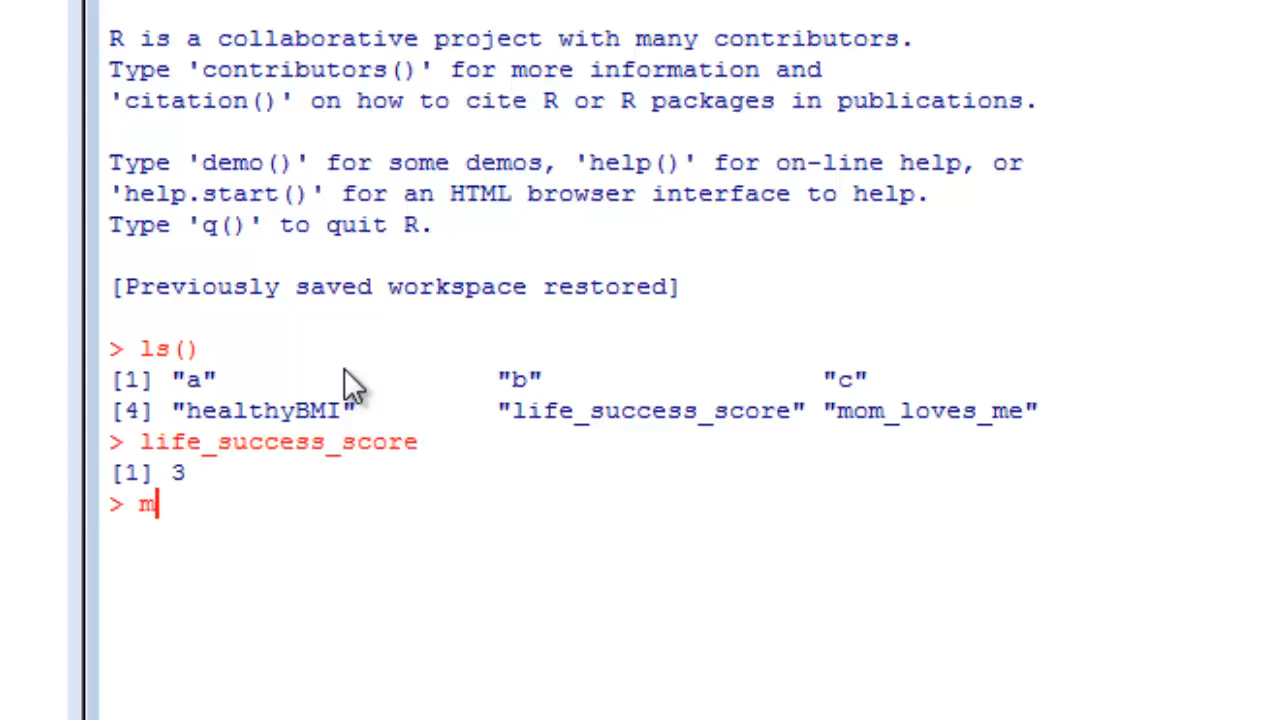 R is a collaborative project with many contributors.
Type 'contributors()' for more information and
'citation()' on how to cite R or R packages in publications.
Type 'demo()' for some demos, 'help()' for on-line help, or
'help.start()' for an HTML browser interface to help.
Type 'q()' to quit R.
[Previously saved workspace restored]
> ls()
[1] "a" "b" "c"
[4] "healthyBMI" "life_success_score" "mom_loves_me"
> life_success_score
[1] 3
> m